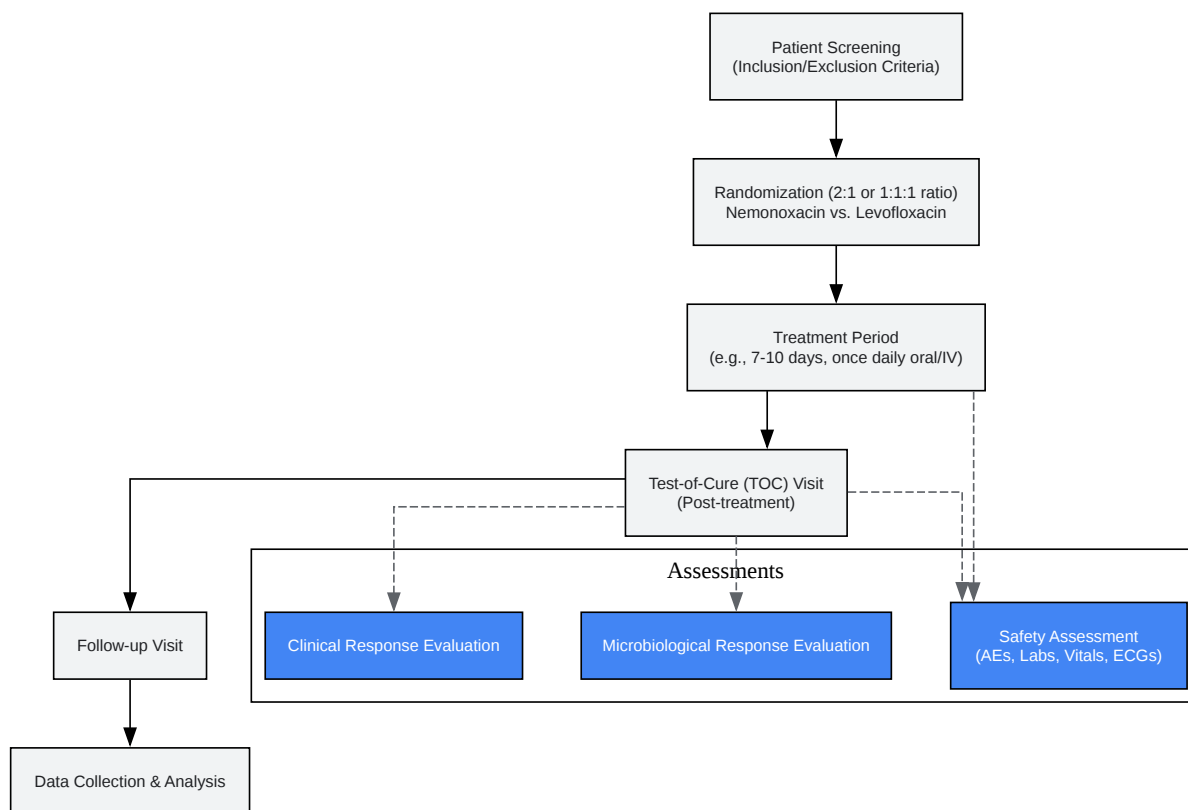 Patient Screening
(Inclusion/Exclusion Criteria)
Randomization (2:1 or 1:1:1 ratio)
Nemonoxacin vs. Levofloxacin
Treatment Period
(e.g., 7-10 days, once daily oral/IV)
Test-of-Cure (TOC) Visit
(Post-treatment)
Assessments
Follow-up Visit
Clinical Response Evaluation
Microbiological Response Evaluation
Safety Assessment
(AEs, Labs, Vitals, ECGs)
Data Collection & Analysis